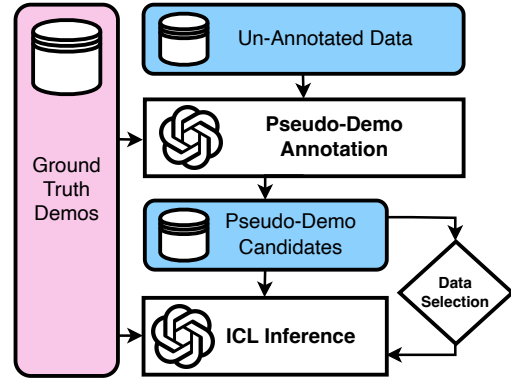 Un-Annotated Data
Pseudo-Demo
Annotation
Ground
Truth
Demos
Pseudo-Demo
Candidates
Data
Selection
ICL Inference